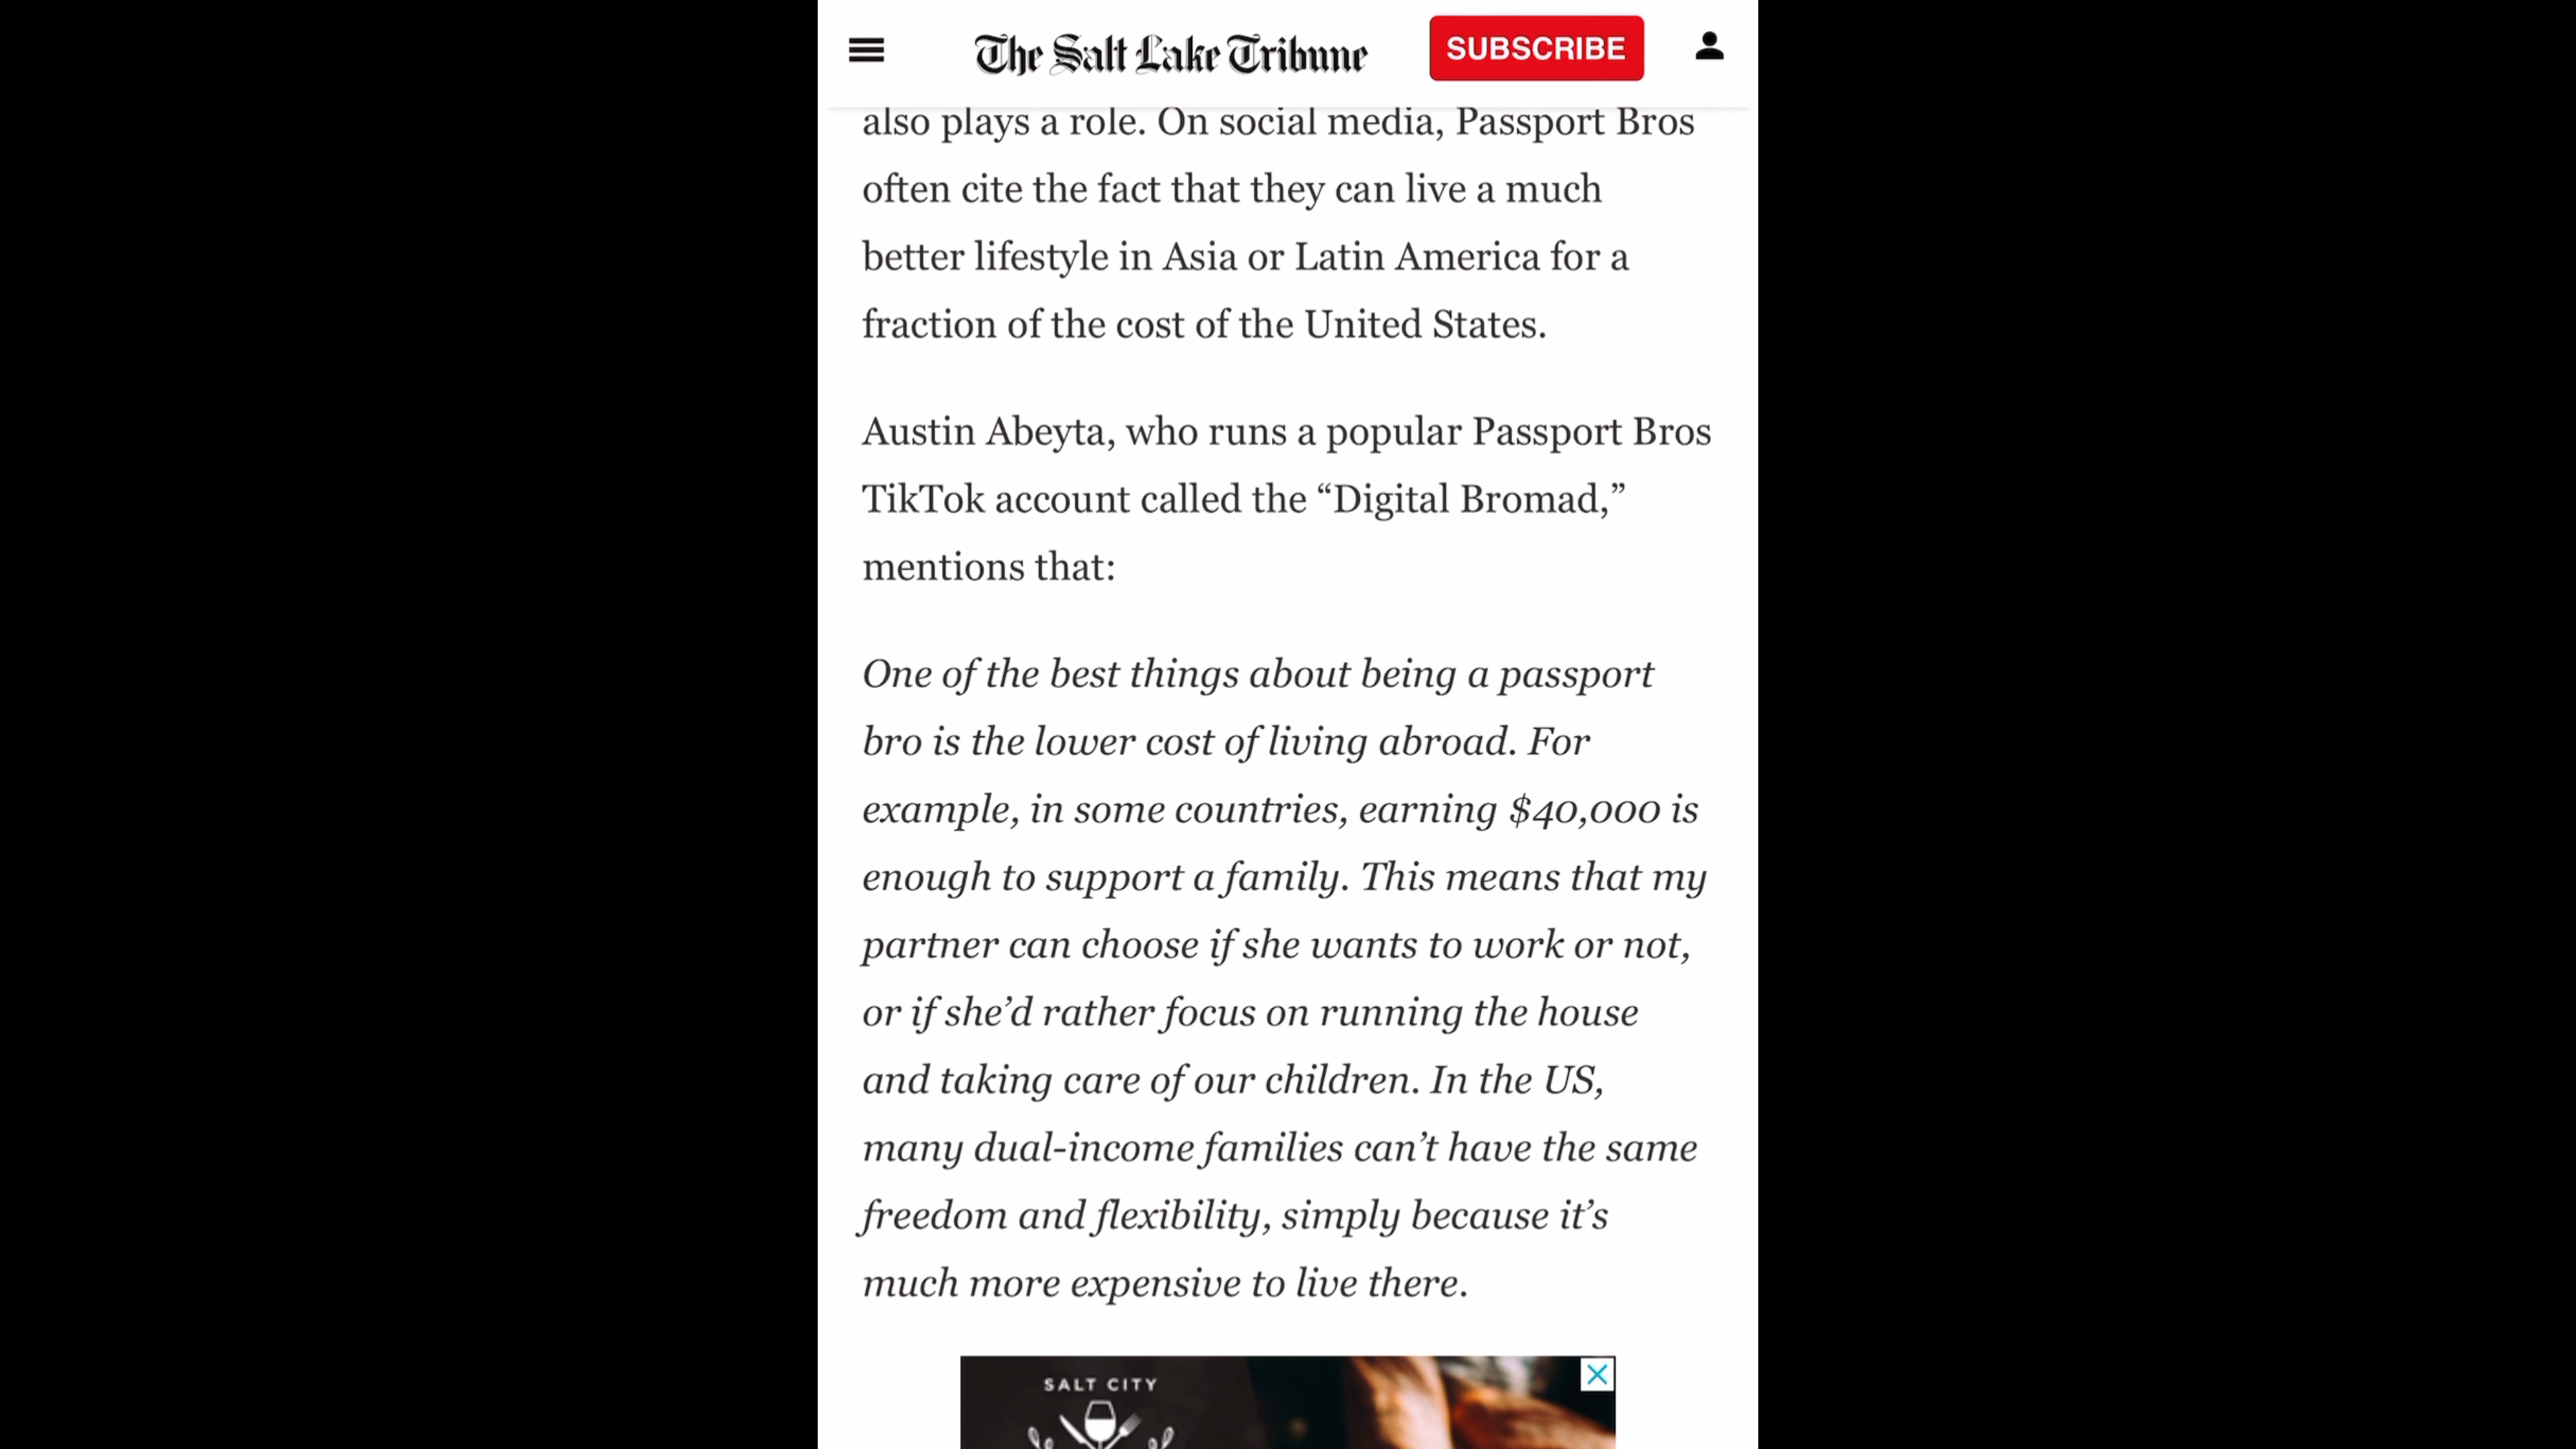 The Salt Lake Tribune
SUBSCRIBE
also plays a role. On social media, Passport Bros
often cite the fact that they can live a much
better lifestyle in Asia or Latin America for a
fraction of the cost of the United States.
Austin Abeyta, who runs a popular Passport Bros
TikTok account called the “Digital Bromad,”
mentions that:
One of the best things about being a passport
bro is the lower cost of living abroad. For
example, in some countries, earning $40,000 is
enough to support a family. This means that my
partner can choose if she wants to work or not,
or if she’d rather focus on running the house
and taking care of our children. In the US,
many dual-income families can’t have the same
freedom and flexibility, simply because it’s
much more expensive to live there.
SALT CITY